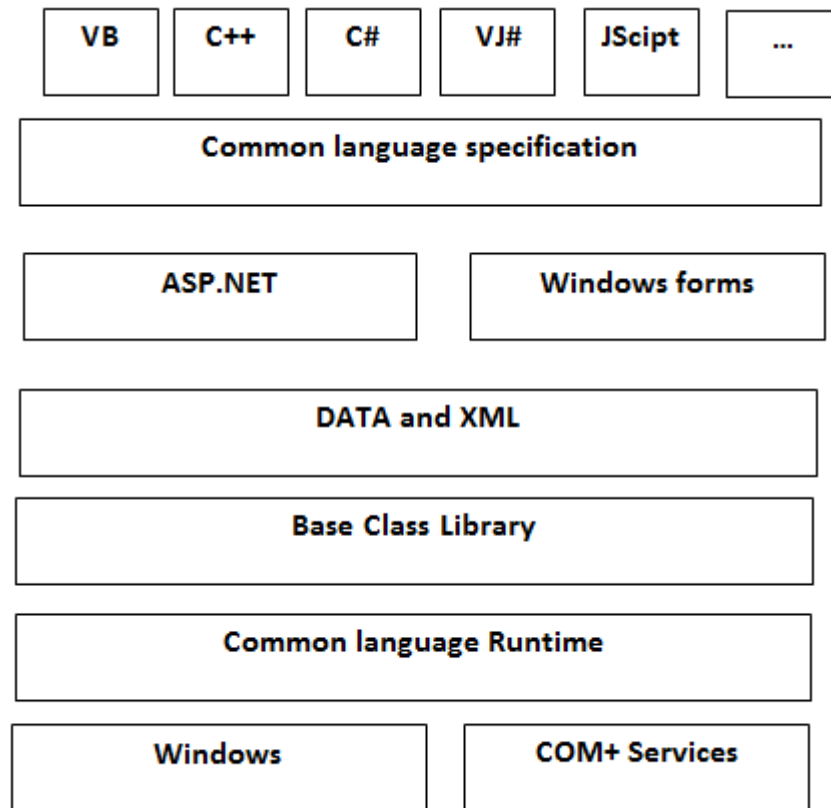 VB C++ C# VJ# JScipt ...
Common language specification
ASP.NET Windows forms
DATA and XML
Base Class Library
Common language Runtime
Windows COM+ Services